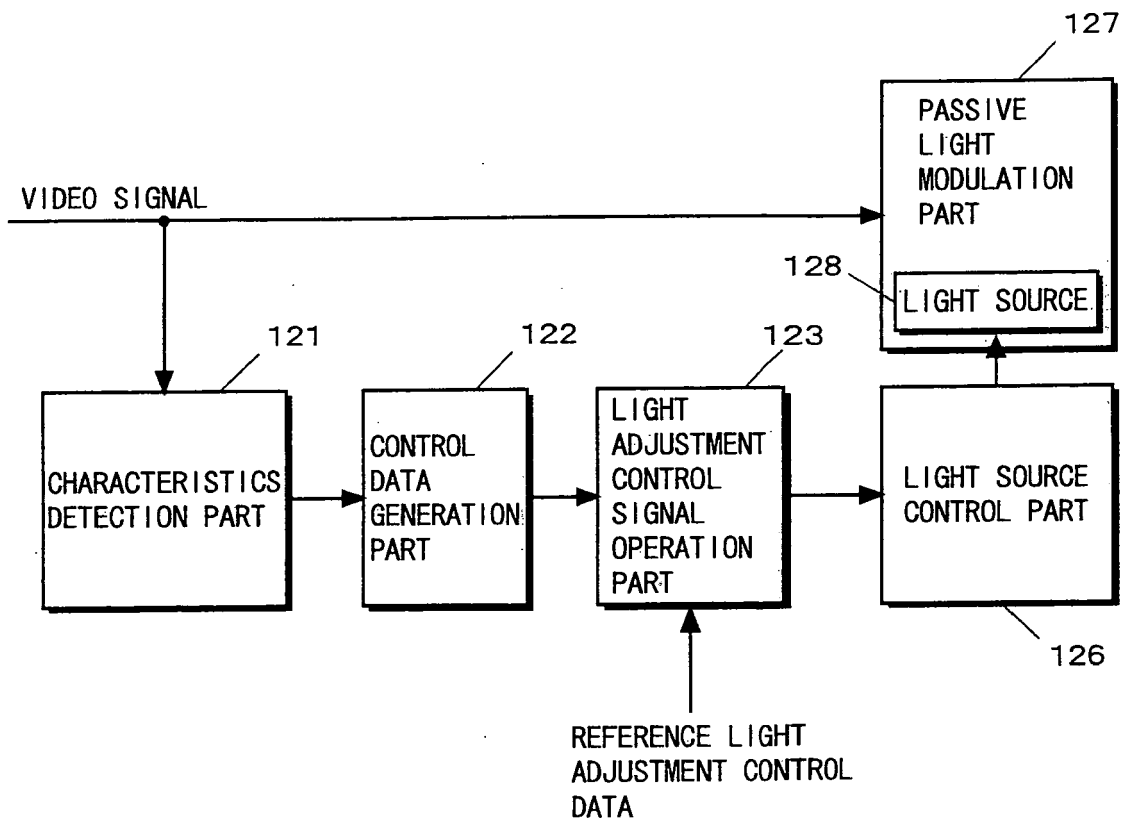 127
PASSIVE
LIGHT
MODULATION
PART
VIDEO SIGNAL
128
LIGHT SOURCE
121
122
123
CHARACTERISTICS
DETECTION PART
CONTROL
DATA
GENERATION
PART
LIGHT
ADJUSTMENT
CONTROL
SIGNAL
OPERATION
PART
LIGHT SOURCE
CONTROL PART
126
REFERENCE LIGHT
ADJUSTMENT CONTROL
DATA